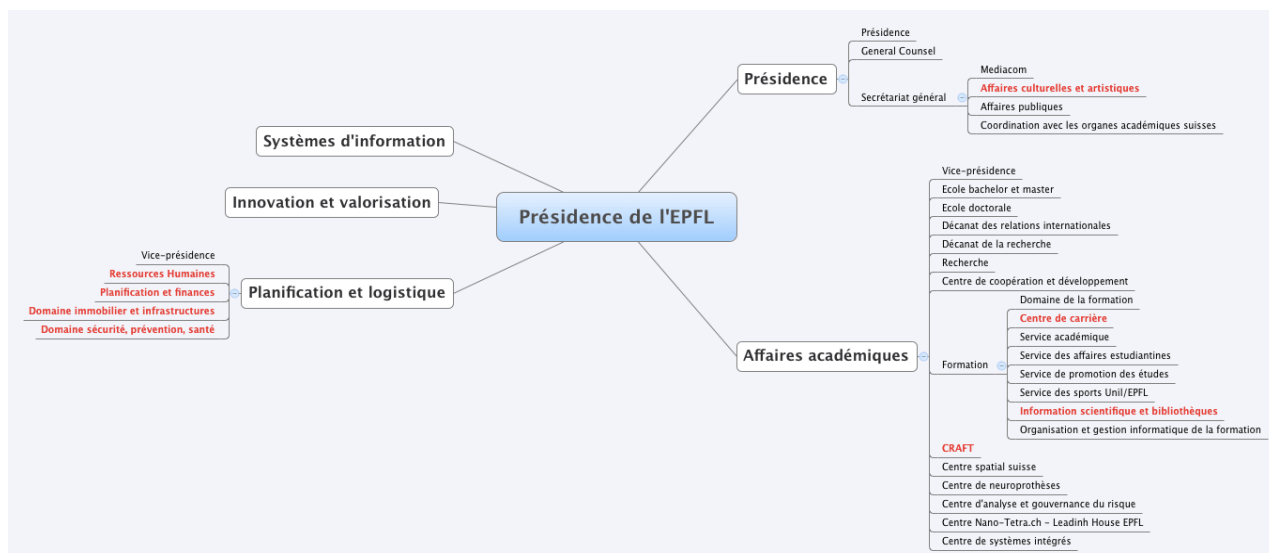 Présidence de l'EPFL
Présidence
Présidence
General Counsel
Secrétariat général
Mediacom
Affaires culturelles et artistiques
Affaires publiques
Coordination avec les organes académiques suisses
Affaires académiques
Vice-présidence
Ecole bachelor et master
Ecole doctorale
Décanat des relations internationales
Décanat de la recherche
Recherche
Centre de coopération et développement
Formation
Domaine de la formation
Centre de carrière
Service académique
Service des affaires estudiantines
Service de promotion des études
Service des sports Unil/EPFL
Information scientifique et bibliothèques
Organisation et gestion informatique de la formation
CRAFT
Centre spatial suisse
Centre de neuroprothèses
Centre d'analyse et gouvernance du risque
Centre Nano-Tetra.ch - Leadinh House EPFL
Centre de systèmes intégrés
Systèmes d'information
Innovation et valorisation
Planification et logistique
Vice-présidence
Ressources Humaines
Planification et finances
Domaine immobilier et infrastructures
Domaine sécurité, prévention, santé